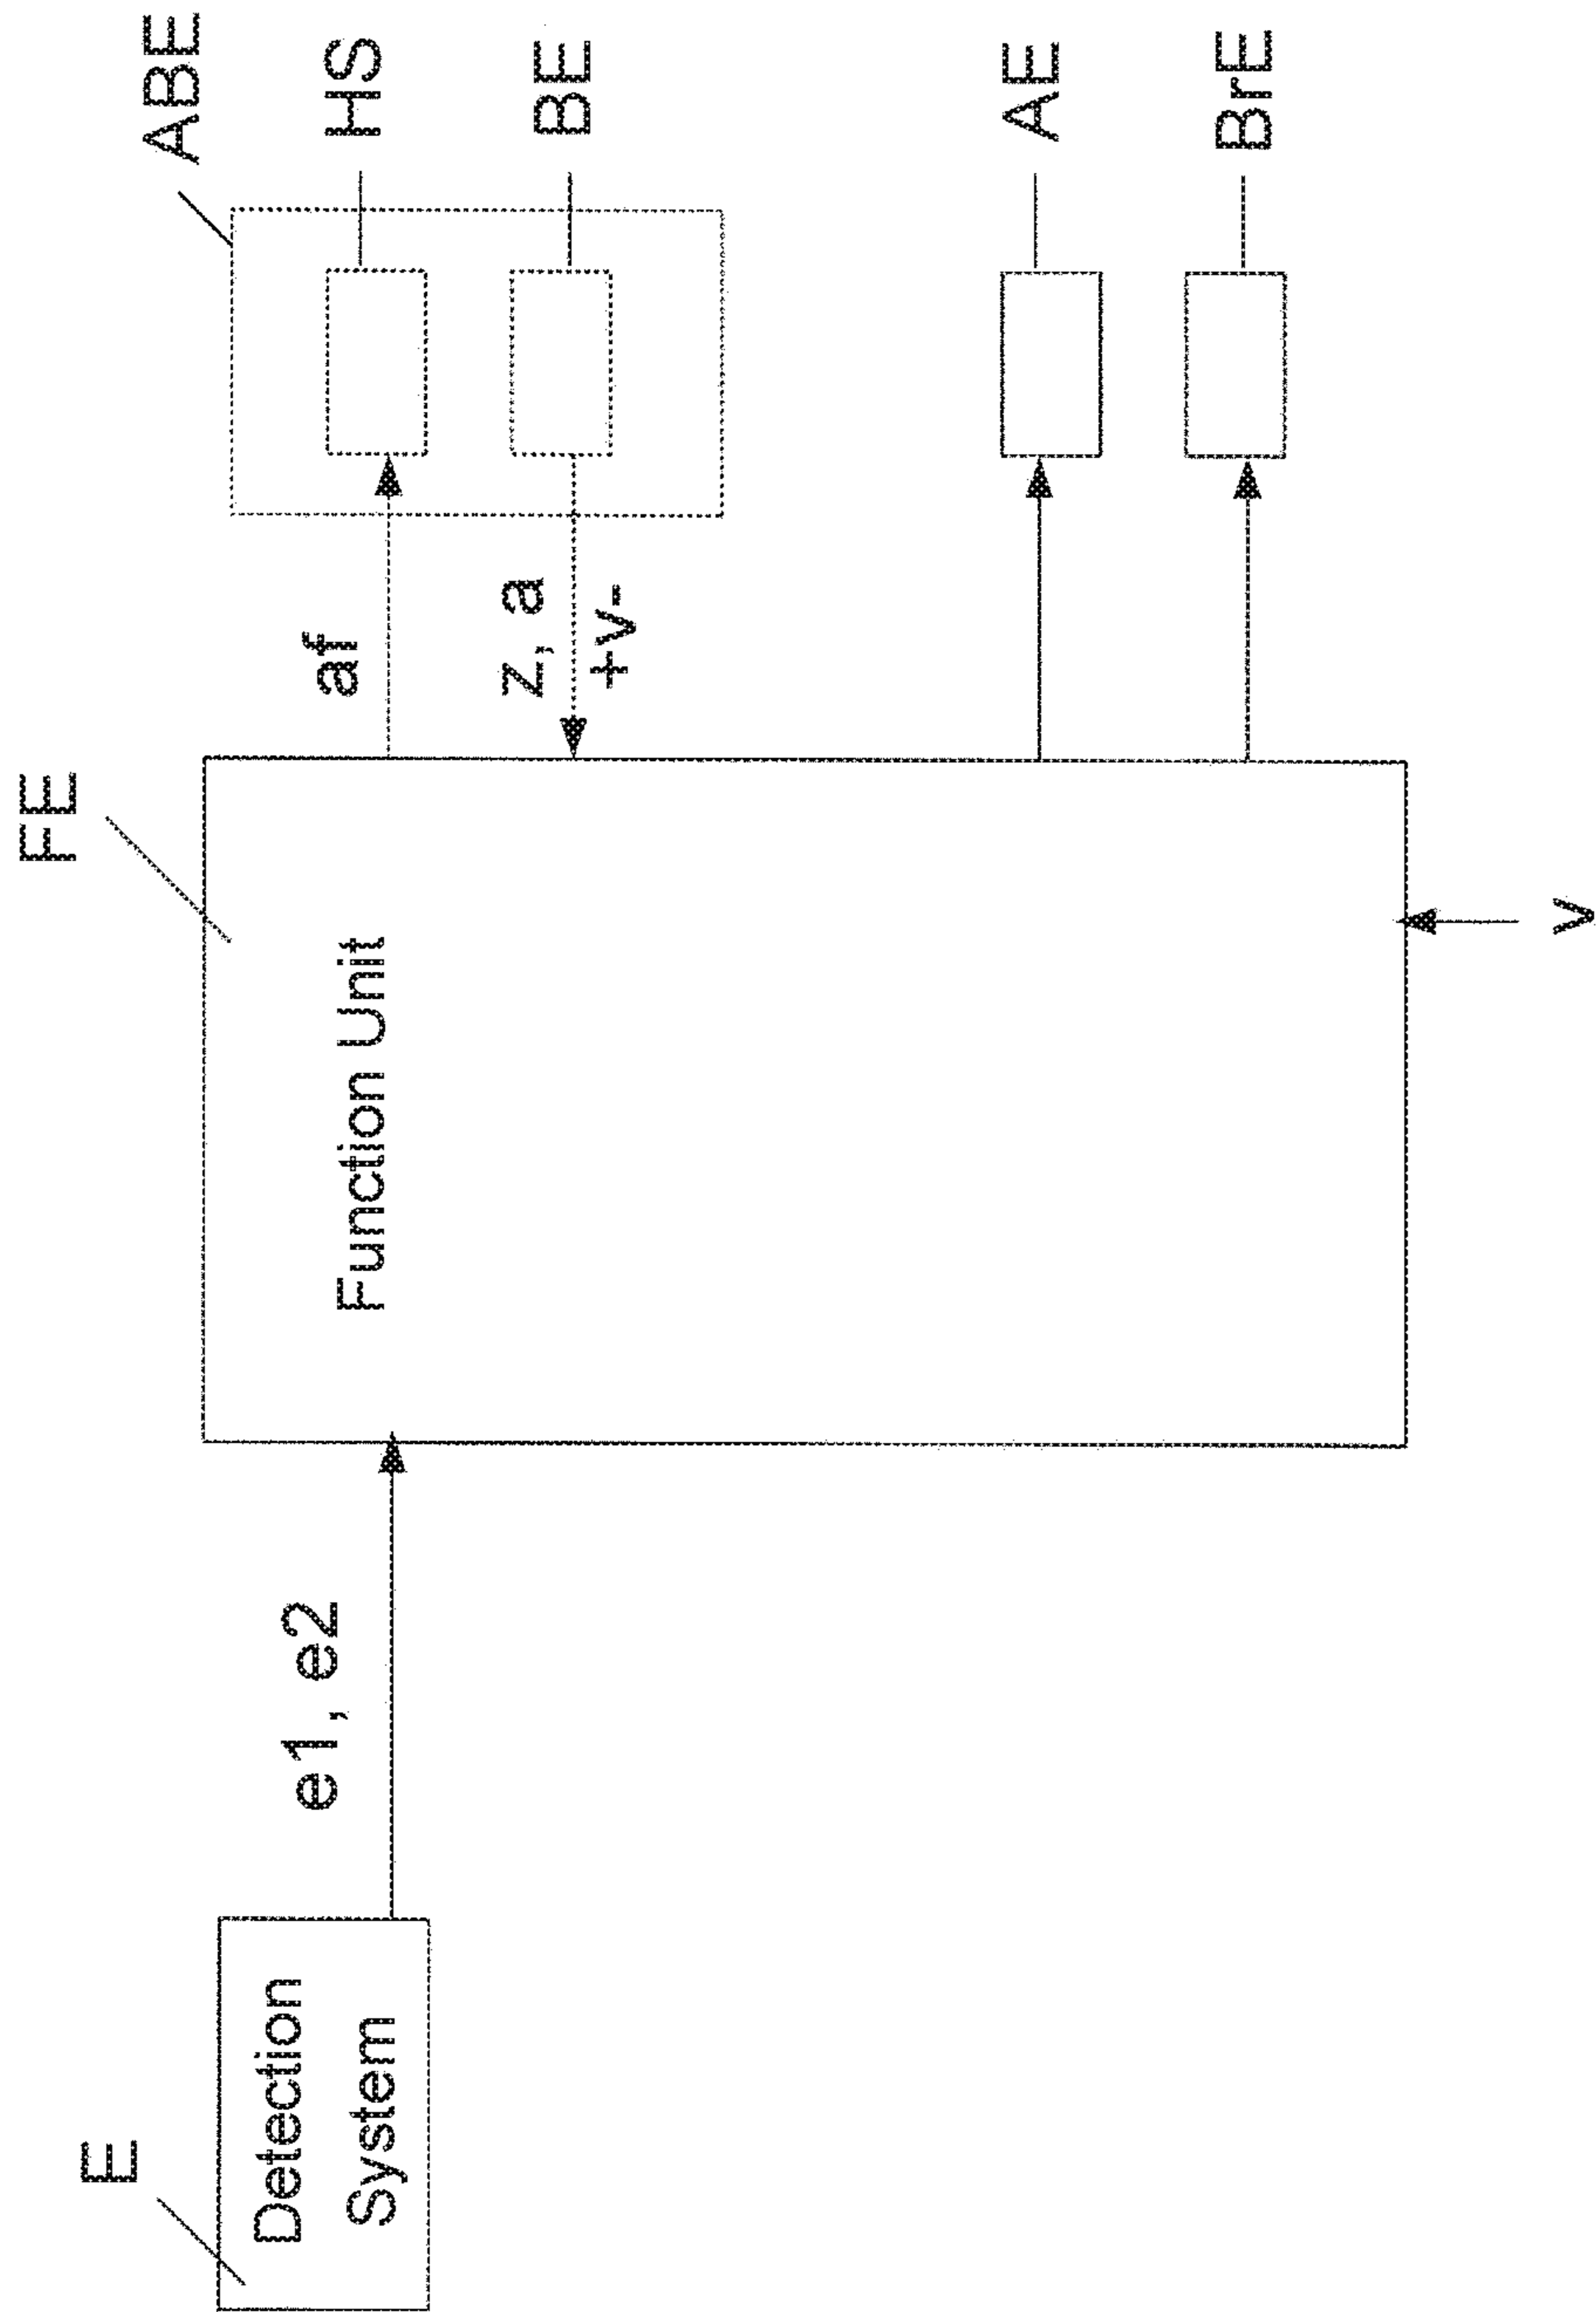 E
Detection
System
e1, e2
FE
Function Unit
v
af
z, a
+v-
ABE
HS
BE
AE
BrE